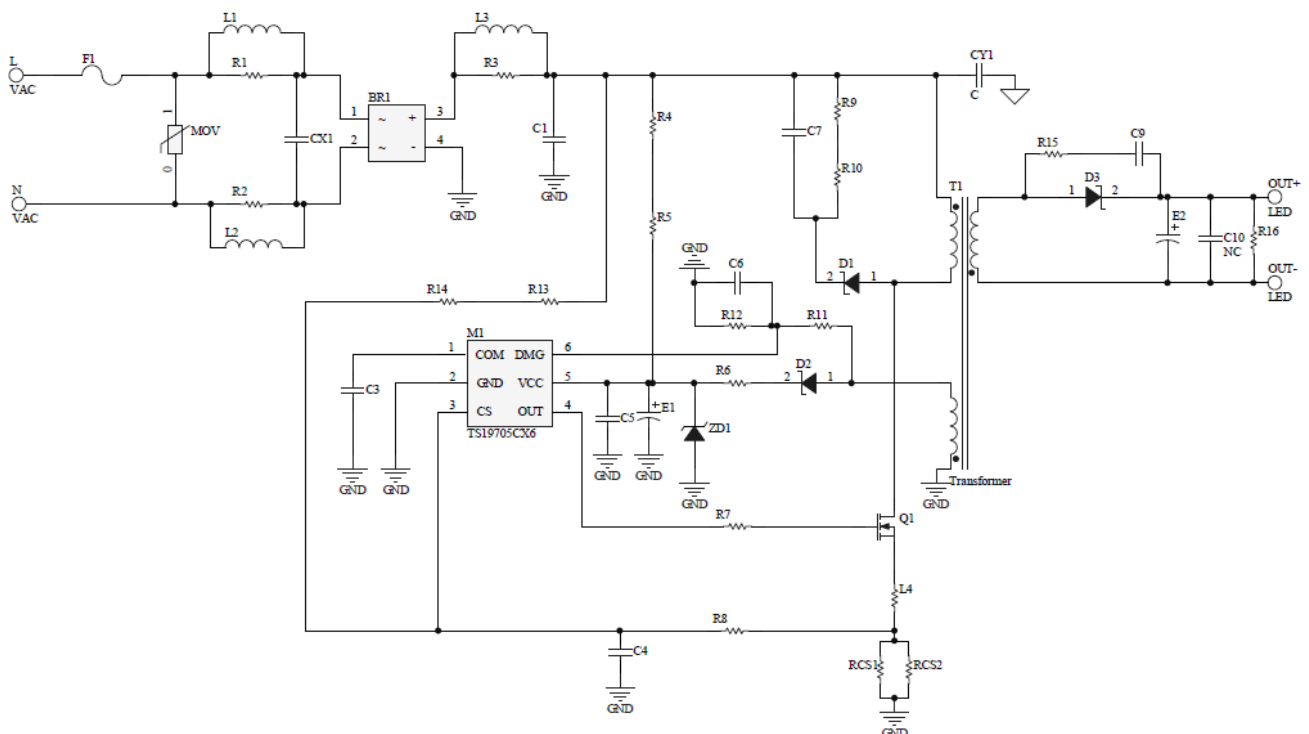 L1
L3
L
F1
R1
R3
CY1
VAC
C
BR1
1
3
1
~ +
R9
MOV
CX1
C1
R4
C7
2
~ -
4
R15
C9
0
R10
GND
D3
N
R2
GND
T1
1
2
OUT+
VAC
R5
LED
L2
E2
+
C10
R16
NC
GND
C6
D1
2
1
OUT-
R14
R13
LED
R12
R11
M1
1
COM DMG
6
D2
C3
2
GND VCC
5
R6
2
1
3
CS OUT
4
C5
+
E1
ZD1
TS19705CX6
GND
GND
GND
GND
GND
GND
Transformer
R7
Q1
L4
R8
C4
RCS1
RCS2
GND
GND